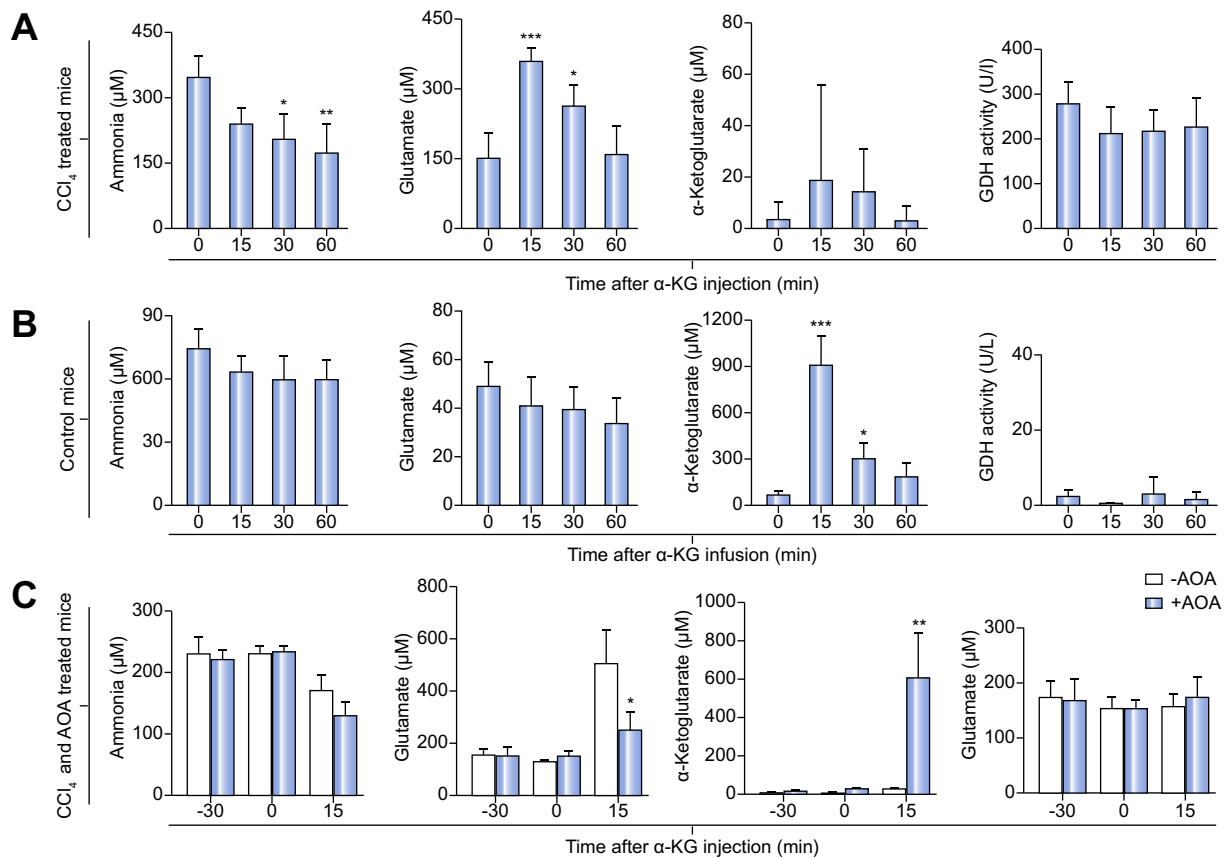 A
CCl4 treated mice
Ammonia (µM)
450
300
150
0
0 15 30 60
*
**
Glutamate (µM)
450
300
150
0
0 15 30 60
***
*
α-Ketoglutarate (µM)
80
60
40
20
0
0 15 30 60
GDH activity (U/l)
400
300
200
100
0
0 15 30 60
Time after α-KG injection (min)
B
Control mice
Ammonia (µM)
90
600
30
0
0 15 30 60
Glutamate (µM)
80
60
40
20
0
0 15 30 60
α-Ketoglutarate (µM)
1200
900
600
300
0
0 15 30 60
***
*
GDH activity (U/L)
40
20
0
0 15 30 60
Time after α-KG infusion (min)
C
CCl4 and AOA treated mice
-AOA
+AOA
Ammonia (µM)
300
200
100
0
-30 0 15
Glutamate (µM)
800
600
400
200
0
-30 0 15
*
α-Ketoglutarate (µM)
1000
800
600
400
200
0
-30 0 15
**
Glutamate (µM)
300
200
100
0
-30 0 15
Time after α-KG injection (min)